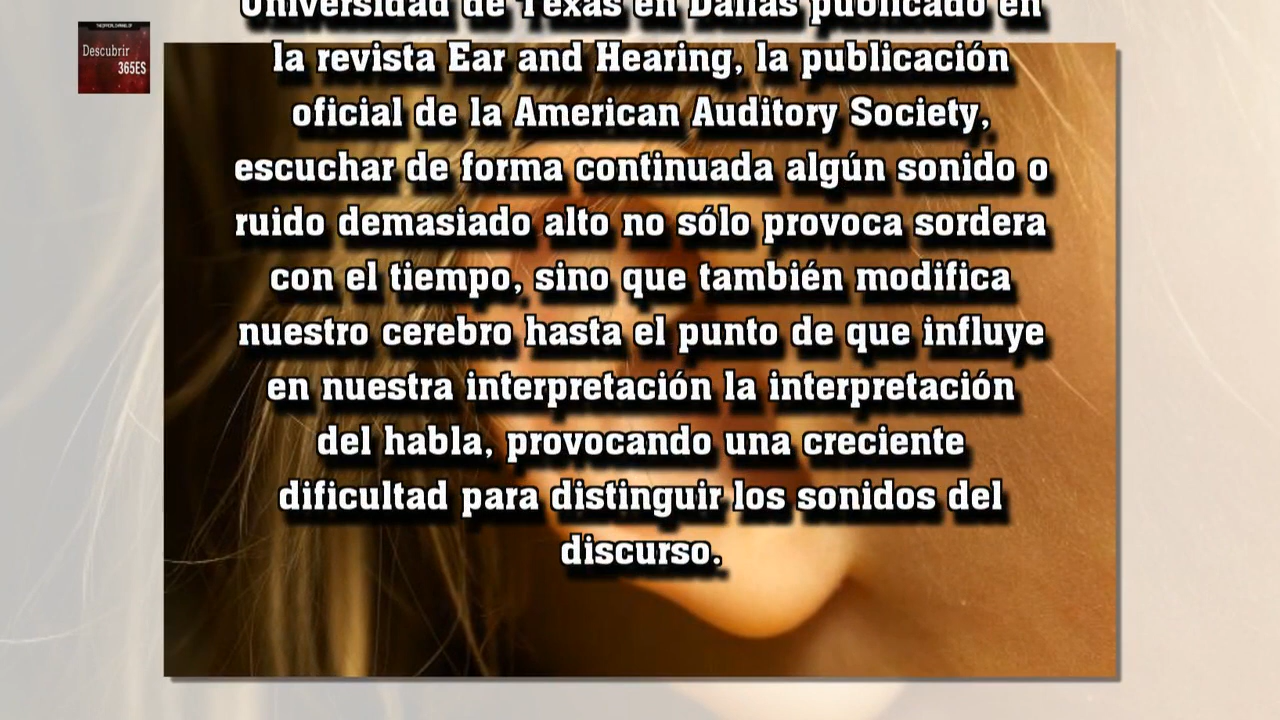 Universidad de Texas en Dallas publicado en
Descubrir
365ES
la revista Ear and Hearing, la publicación
oficial de la American Auditory Society,
escuchar de forma continuada algún sonido o
ruido demasiado alto no sólo provoca sordera
con el tiempo, sino que también modifica
nuestro cerebro hasta el punto de que influye
en nuestra interpretación la interpretación
del habla, provocando una creciente
dificultad para distinguir los sonidos del
discurso.